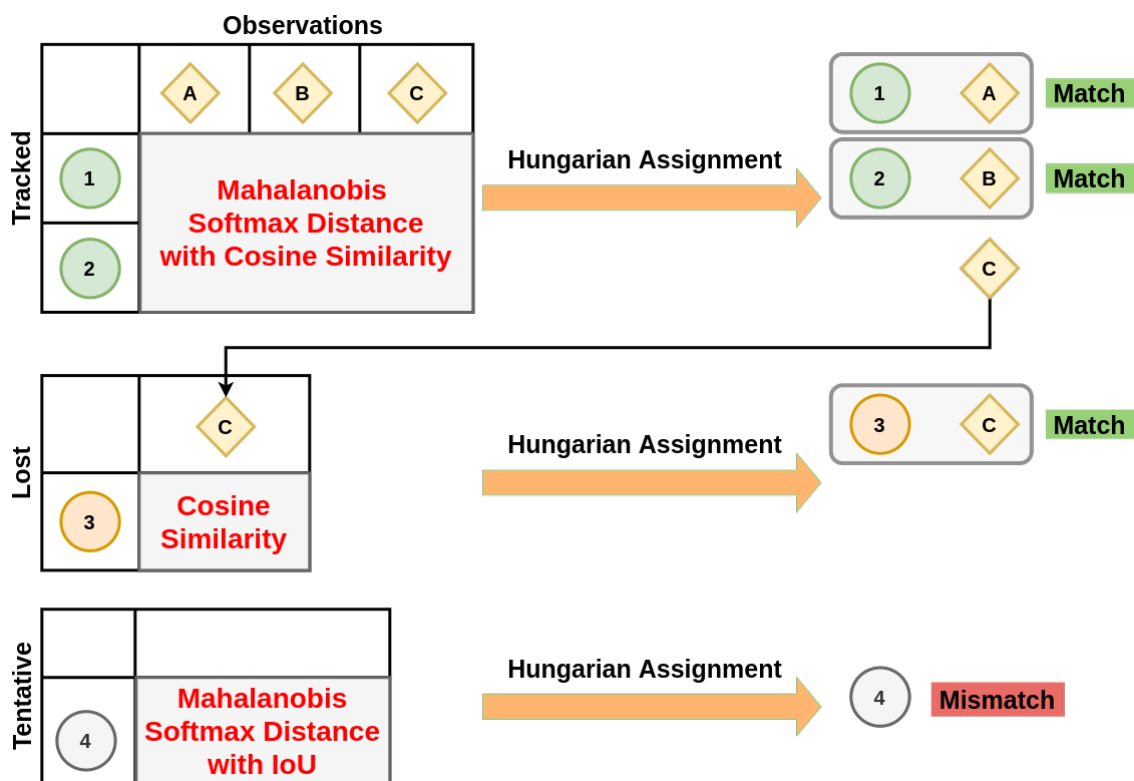 Observations
A
B
C
Tracked
1
2
Mahalanobis
Softmax Distance
with Cosine Similarity
Hungarian Assignment
1
A
Match
2
B
Match
C
Lost
C
3
Cosine
Similarity
Hungarian Assignment
3
C
Match
Tentative
4
Mahalanobis
Softmax Distance
with IoU
Hungarian Assignment
4
Mismatch